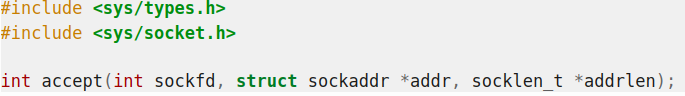 #include <sys/types.h>
#include <sys/socket.h>
int accept(int sockfd, struct sockaddr *addr, socklen_t *addrlen);